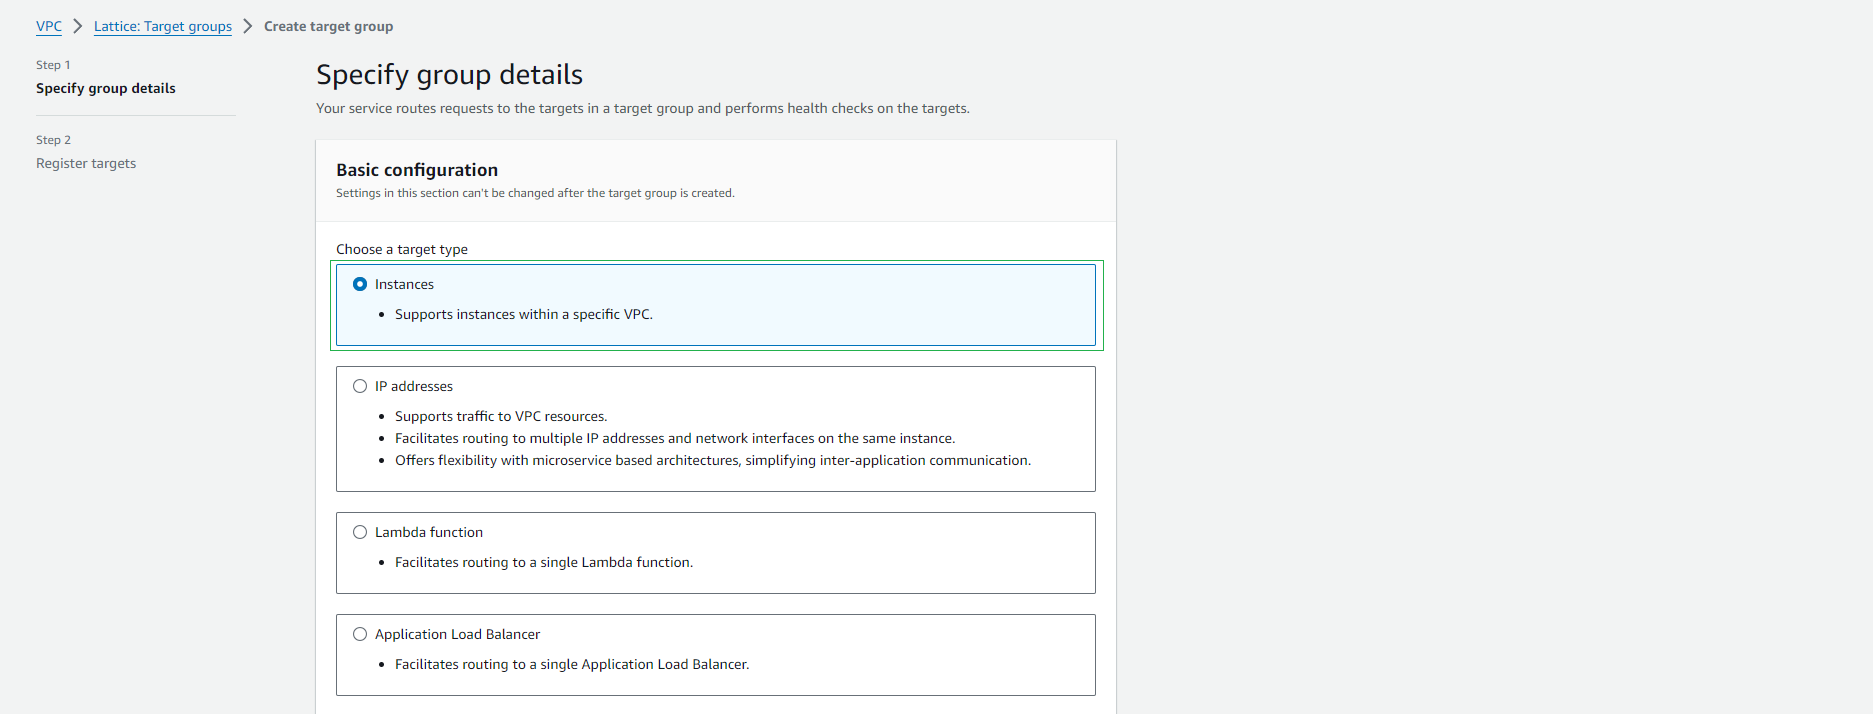 VPC > Lattice: Target groups > Create target group
Step 1
Specify group details
Step 2
Register targets
Specify group details
Your service routes requests to the targets in a target group and performs health checks on the targets.
Basic configuration
Settings in this section can't be changed after the target group is created.
Choose a target type
Instances
• Supports instances within a specific VPC.
IP addresses
• Supports traffic to VPC resources.
• Facilitates routing to multiple IP addresses and network interfaces on the same instance.
• Offers flexibility with microservice based architectures, simplifying inter-application communication.
Lambda function
• Facilitates routing to a single Lambda function.
Application Load Balancer
• Facilitates routing to a single Application Load Balancer.